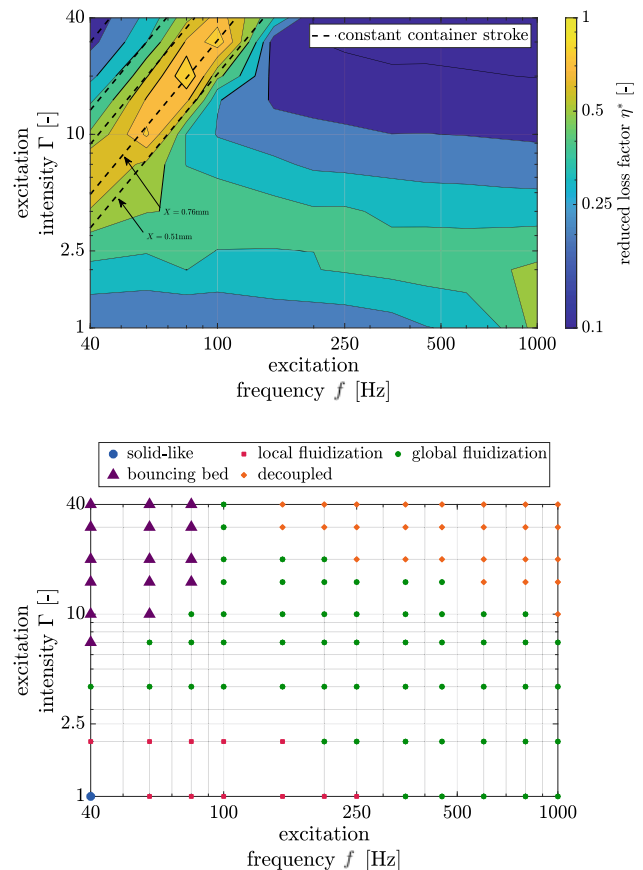 40
10
2.5
1
excitation
intensity Γ [-]
constant container stroke
X = 0.76mm
X = 0.51mm
40
100
250
500
1000
excitation
frequency f [Hz]
1
0.5
0.25
0.1
reduced loss factor η* [-]
solid-like
local fluidization
global fluidization
bouncing bed
decoupled
40
10
2.5
1
excitation
intensity Γ [-]
40
100
250
500
1000
excitation
frequency f [Hz]